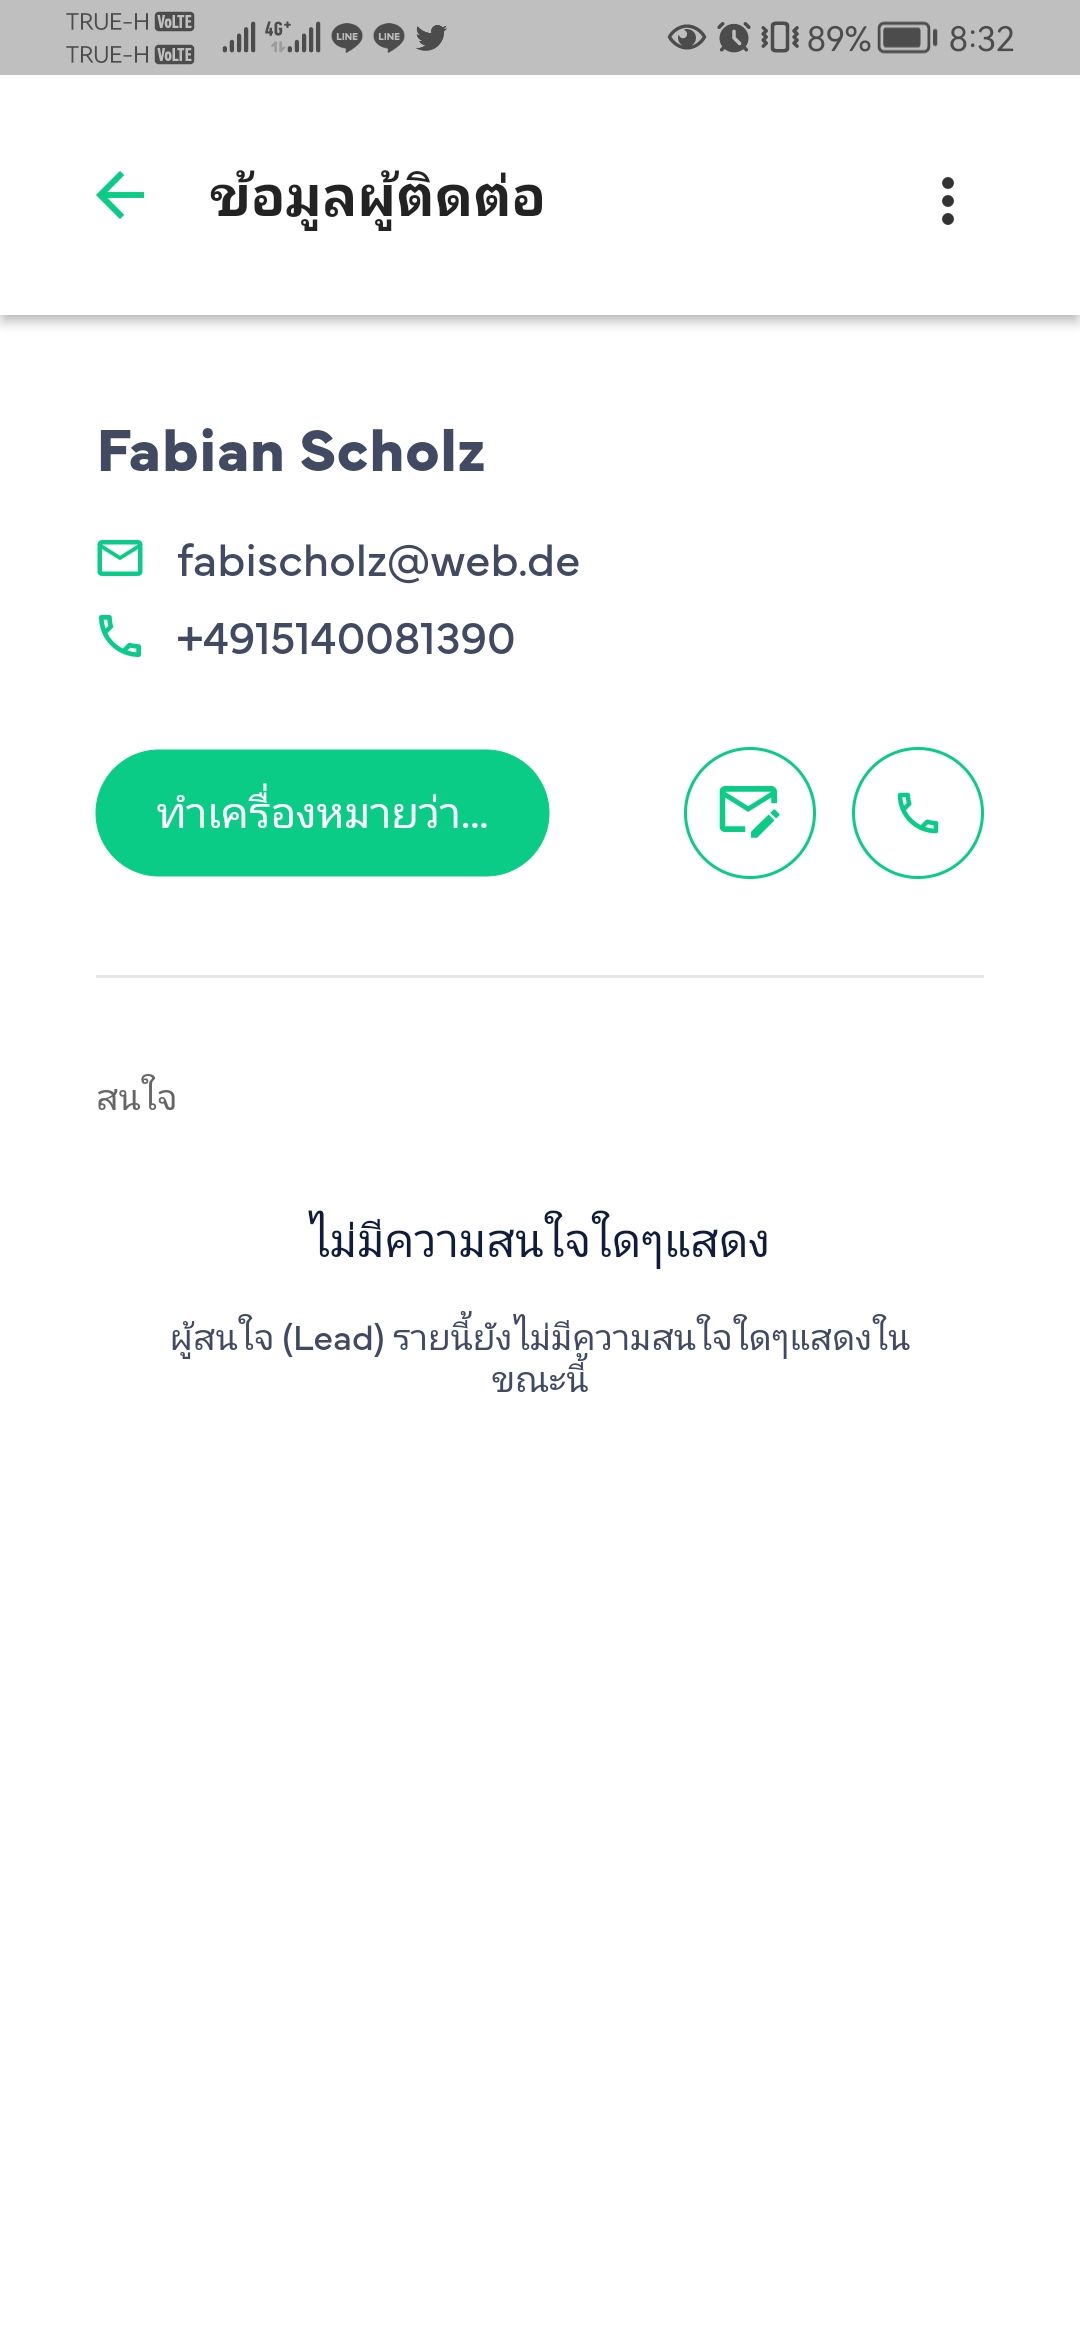 TRUE-H VoLTE
TRUE-H VoLTE
4G+
LINE
LINE
89%
8:32
ข้อมูลผู้ติดต่อ
Fabian Scholz
fabischolz@web.de
+4915140081390
ทำเครื่องหมายว่า...
สนใจ
ไม่มีความสนใจใดๆแสดง
ผู้สนใจ (Lead) รายนี้ยังไม่มีความสนใจใดๆแสดงใน
ขณะนี้